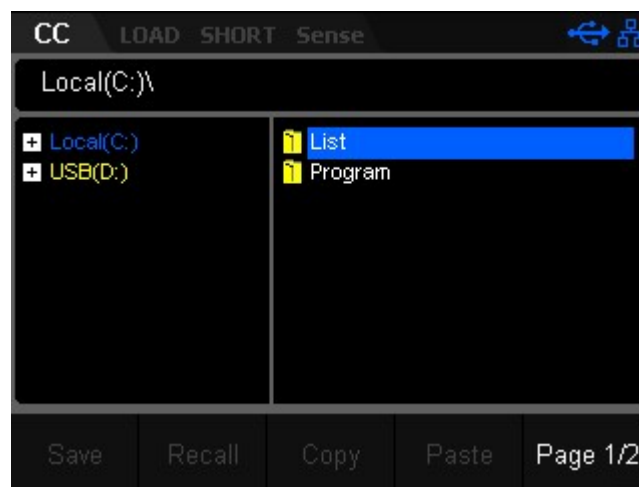 CC LOAD SHORT Sense
Local(C:)\
Local(C:)
USB(D:)
List
Program
Save Recall Copy Paste Page 1/2